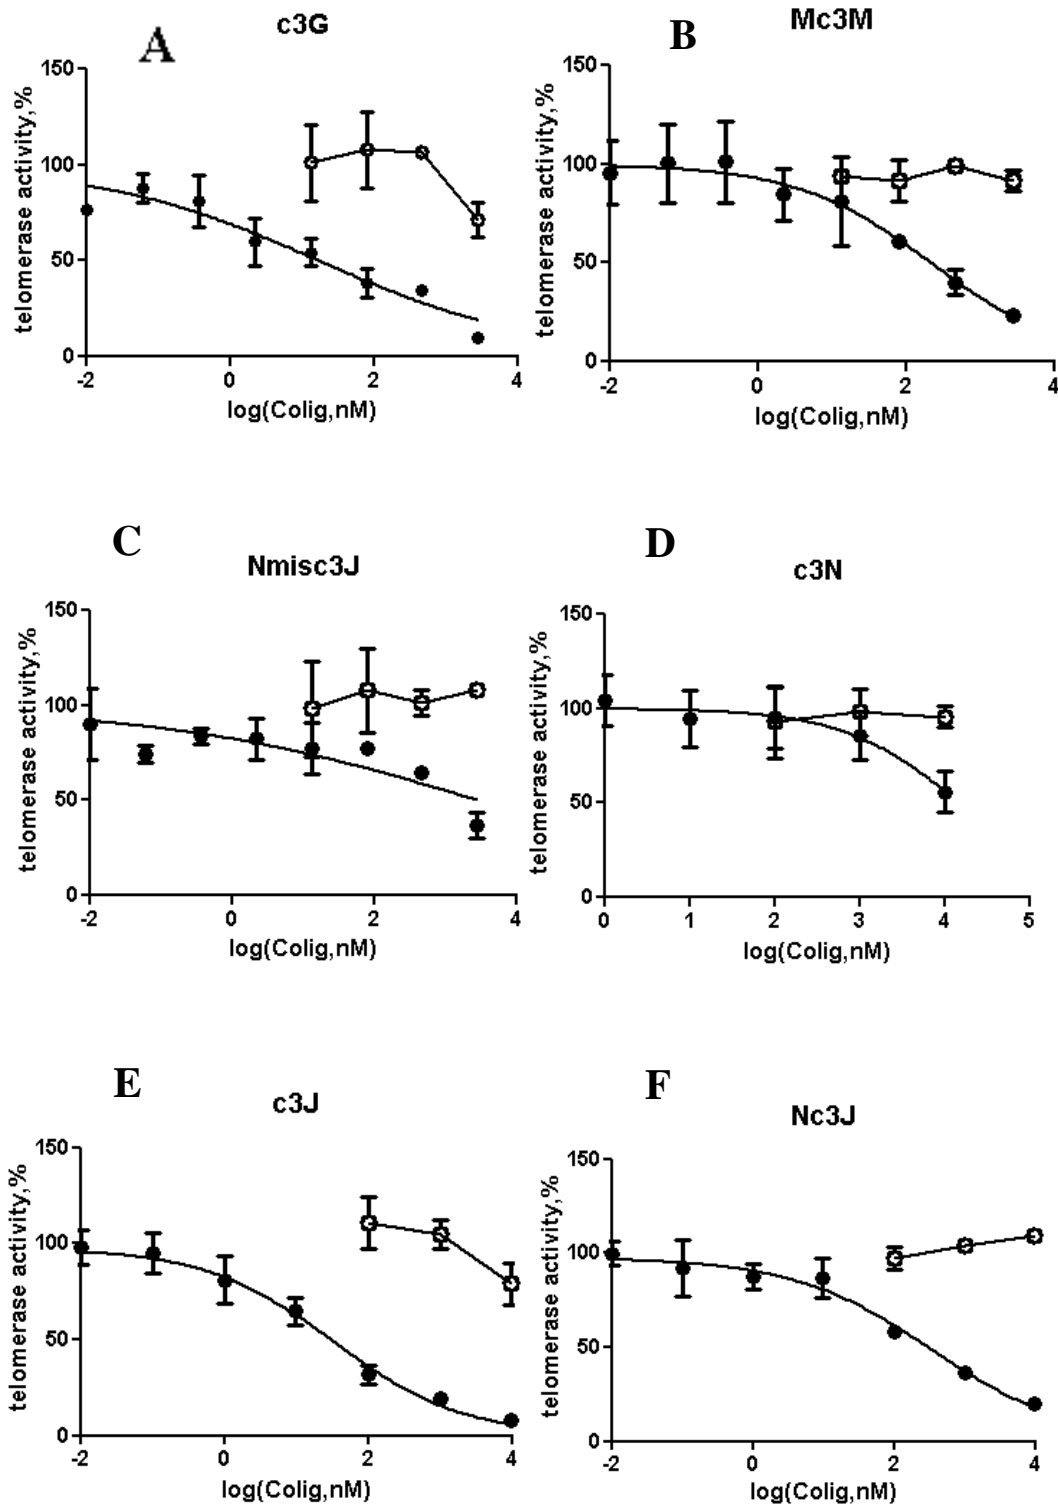 A
c3G
telomerase activity,%
150
100
50
0
-2
0
2
4
log(Colig,nM)
B
Mc3M
telomerase activity,%
150
100
50
0
-2
0
2
4
log(Colig,nM)
C
Nmisc3J
telomerase activity,%
150
100
50
0
-2
0
2
4
log(Colig,nM)
D
c3N
telomerase activity,%
150
100
50
0
0
1
2
3
4
5
log(Colig,nM)
E
c3J
telomerase activity,%
150
100
50
0
-2
0
2
4
log(Colig,nM)
F
Nc3J
telomerase activity,%
150
100
50
0
-2
0
2
4
log(Colig,nM)